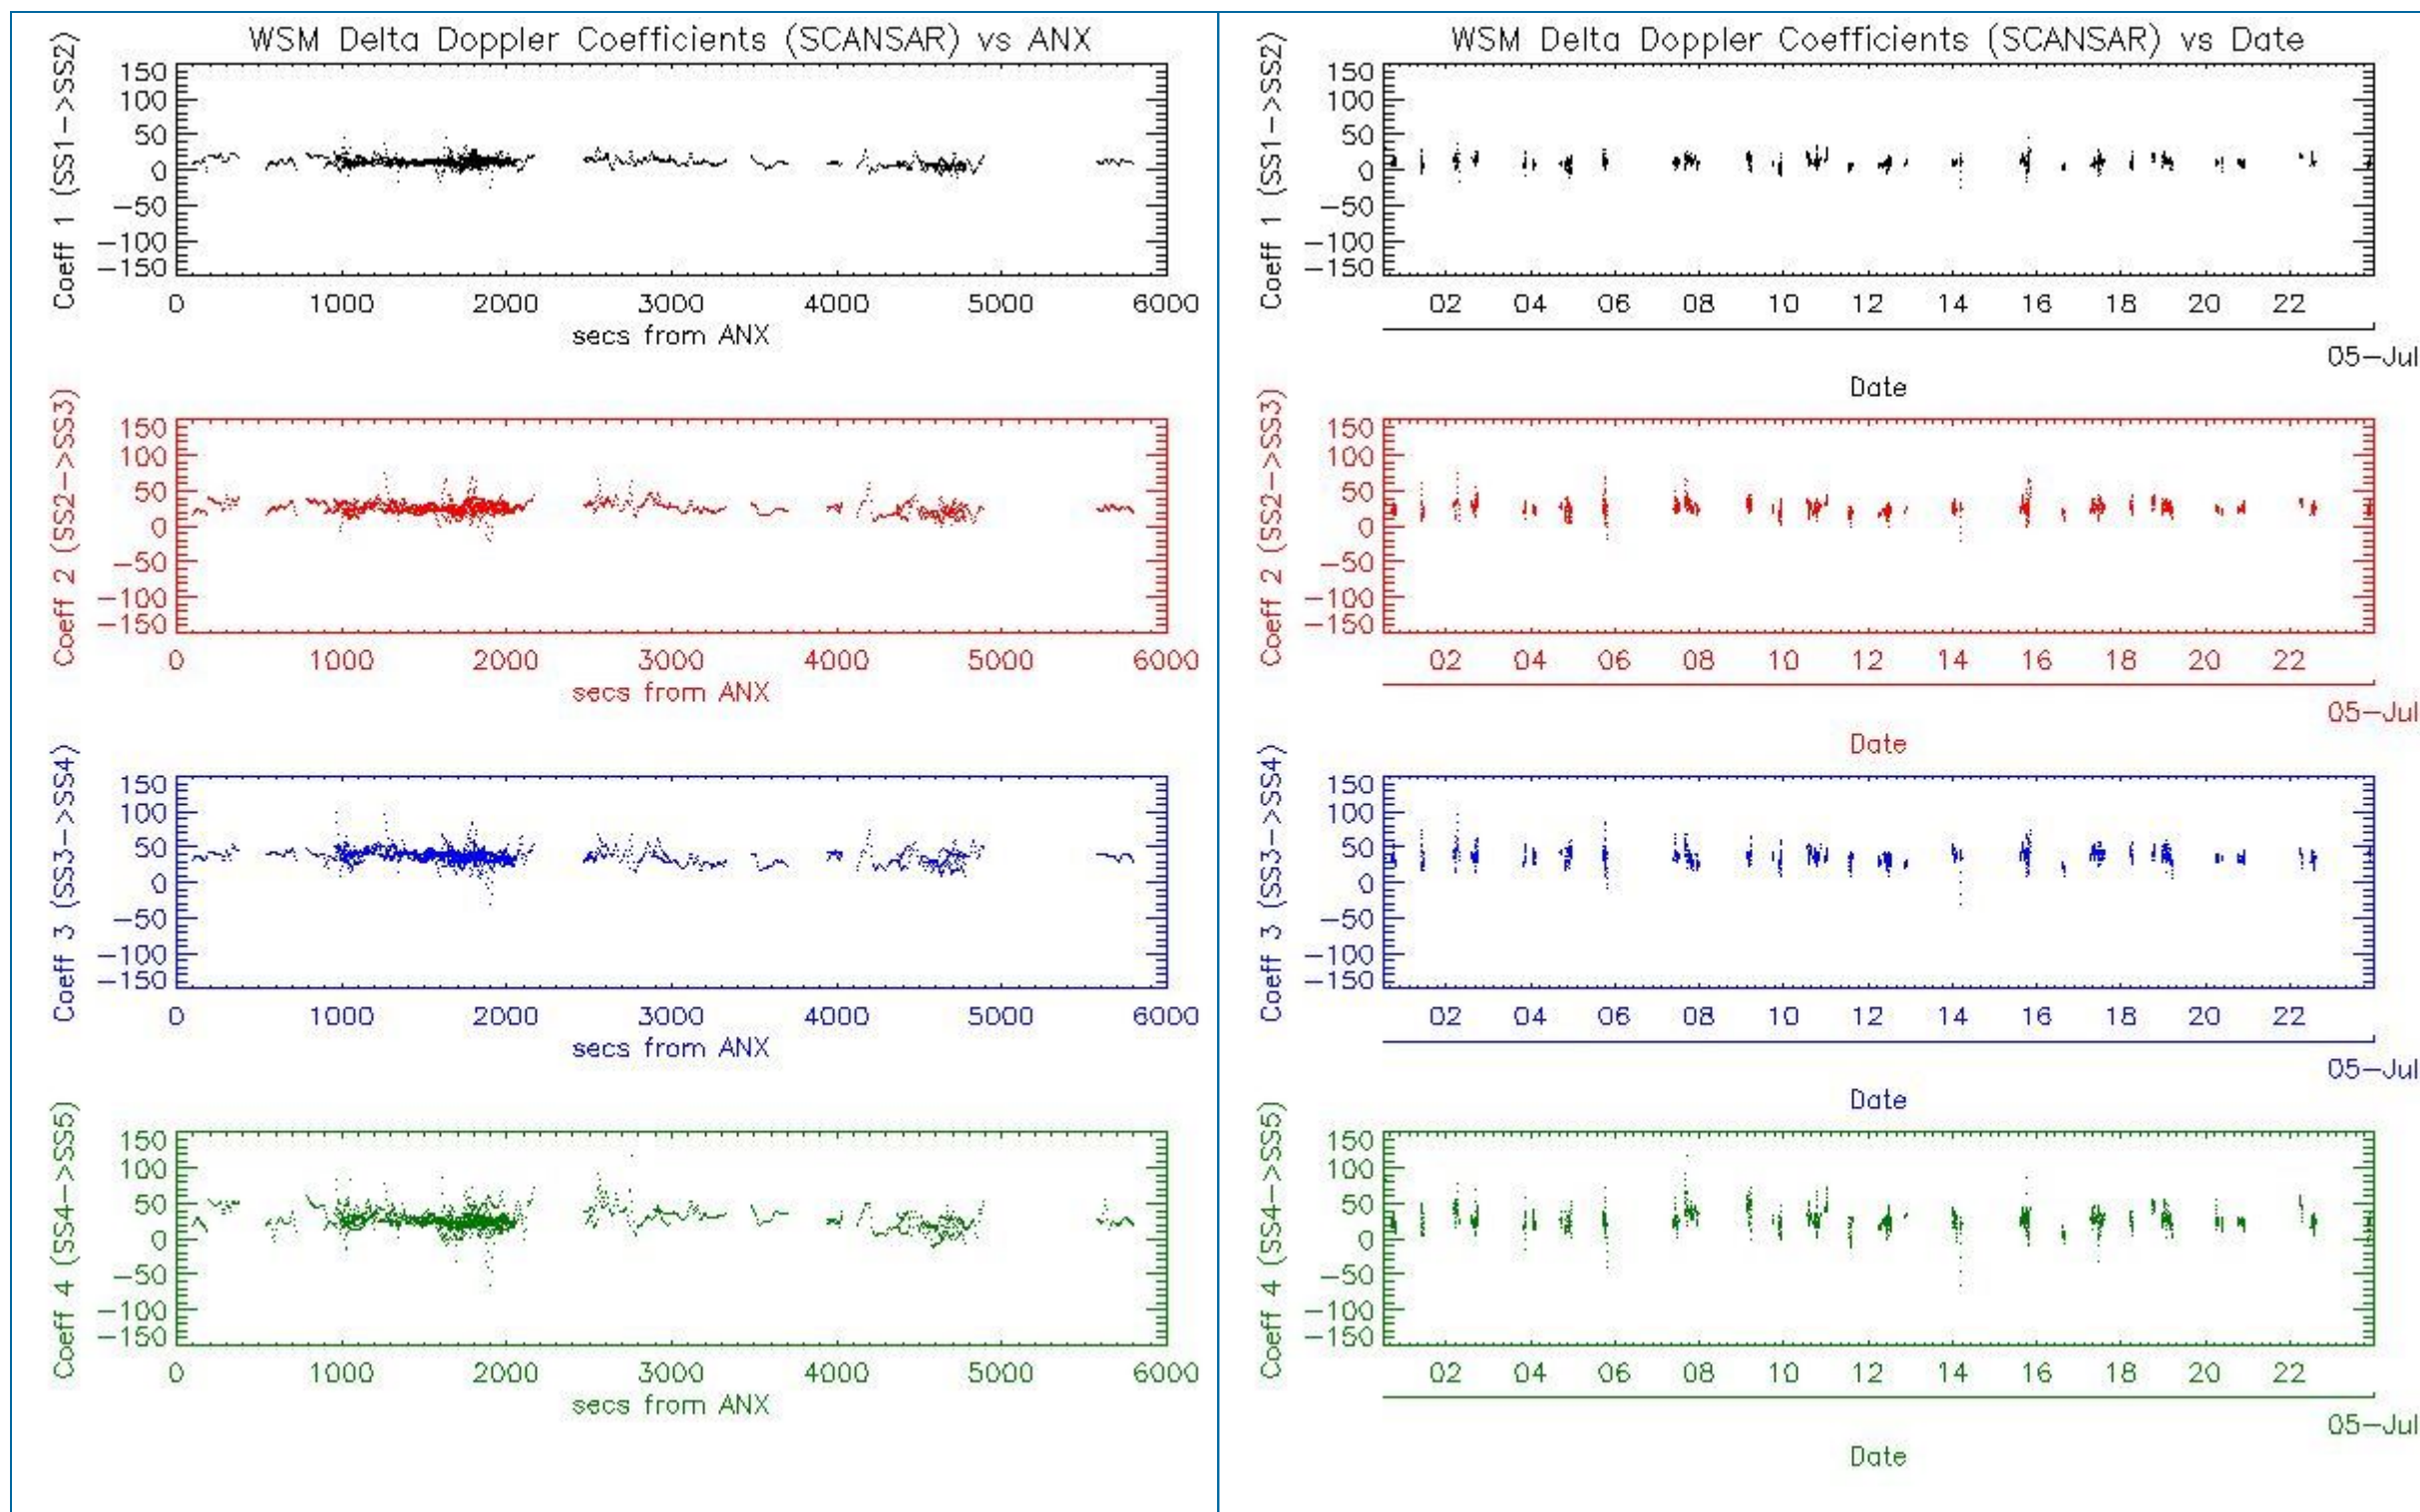 WSM Delta Doppler Coefficients (SCANSAR) vs ANX
Coeff 1 (SS1->SS2)
150
100
50
0
-50
-100
-150
0 1000 2000 3000 4000 5000 6000
secs from ANX
Coeff 2 (SS2->SS3)
150
100
50
0
-50
-100
-150
0 1000 2000 3000 4000 5000 6000
secs from ANX
Coeff 3 (SS3->SS4)
150
100
50
0
-50
-100
-150
0 1000 2000 3000 4000 5000 6000
secs from ANX
Coeff 4 (SS4->SS5)
150
100
50
0
-50
-100
-150
0 1000 2000 3000 4000 5000 6000
secs from ANX
WSM Delta Doppler Coefficients (SCANSAR) vs Date
Coeff 1 (SS1->SS2)
150
100
50
0
-50
-100
-150
02 04 06 08 10 12 14 16 18 20 22
05-Jul
Date
Coeff 2 (SS2->SS3)
150
100
50
0
-50
-100
-150
02 04 06 08 10 12 14 16 18 20 22
05-Jul
Date
Coeff 3 (SS3->SS4)
150
100
50
0
-50
-100
-150
02 04 06 08 10 12 14 16 18 20 22
05-Jul
Date
Coeff 4 (SS4->SS5)
150
100
50
0
-50
-100
-150
02 04 06 08 10 12 14 16 18 20 22
05-Jul
Date